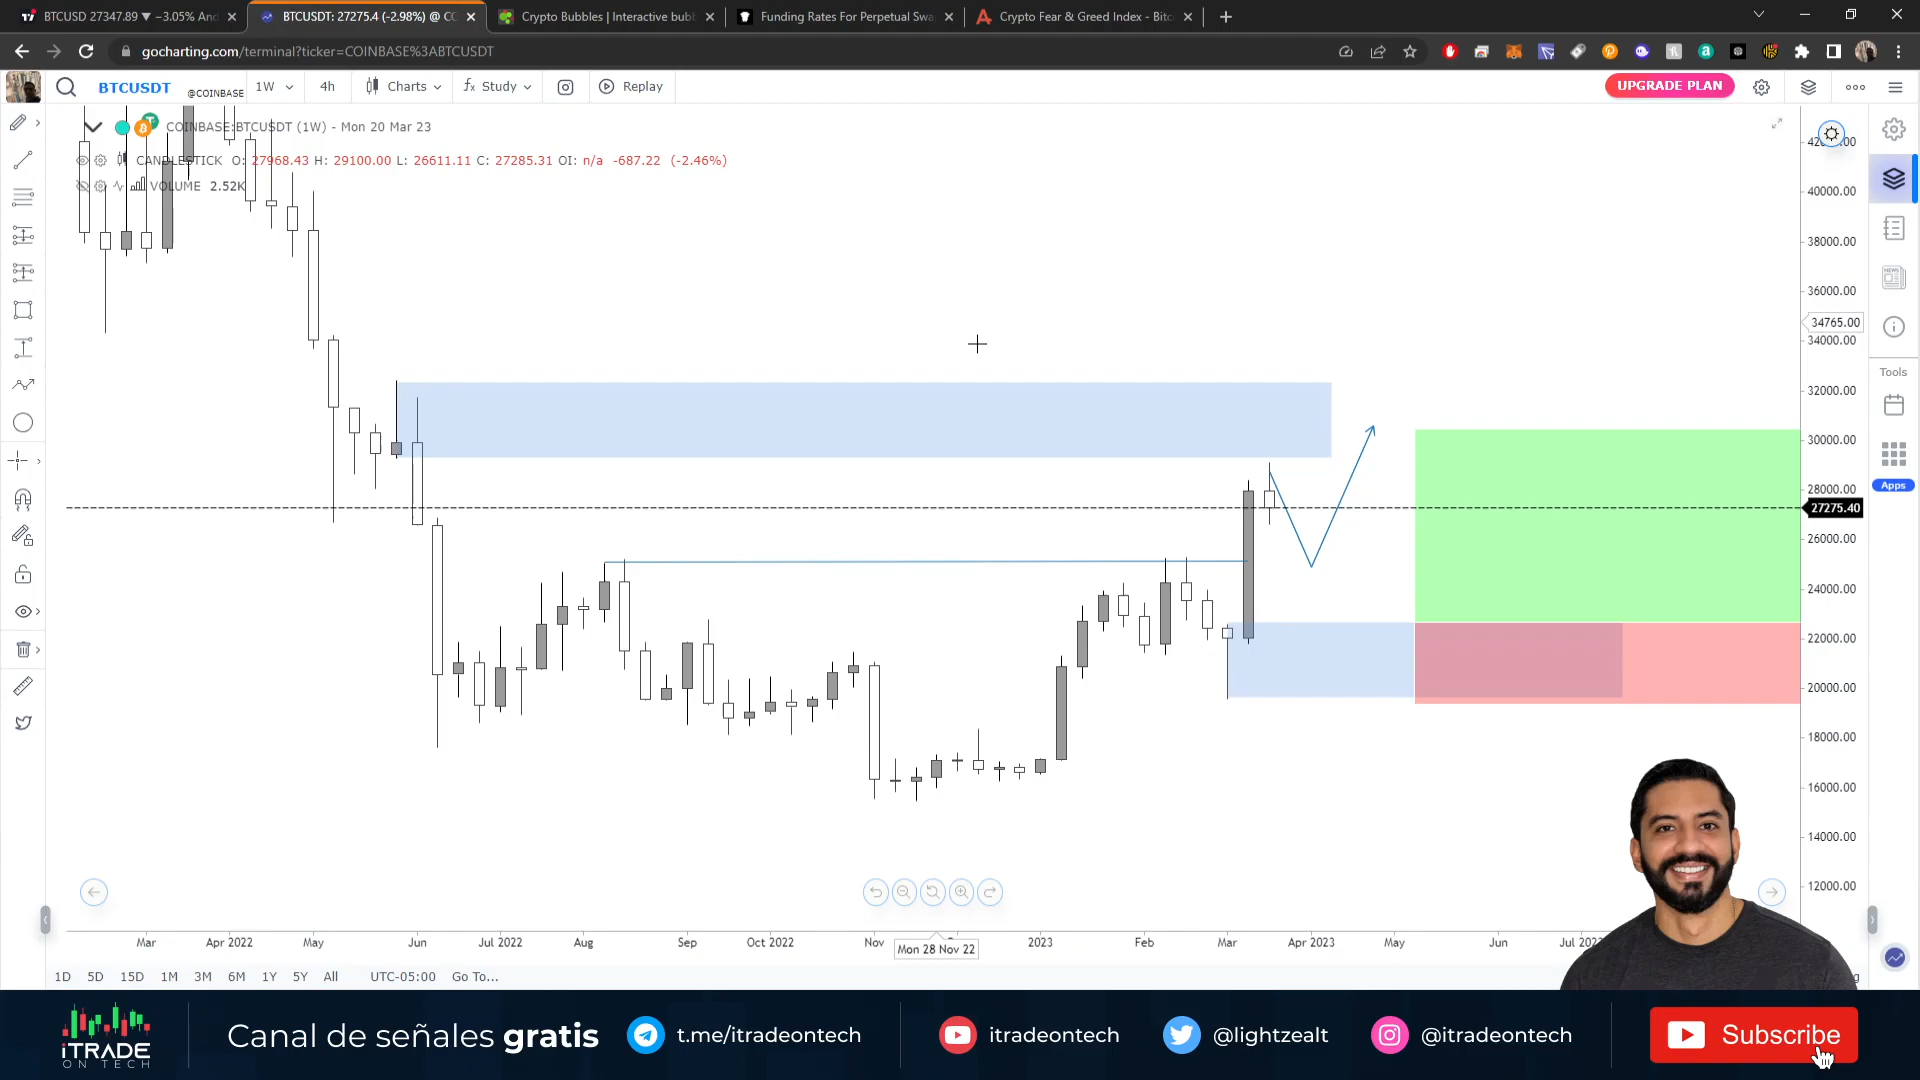 BTCUSD 27347.89 ▼ −3.05% And
BTCUSDT: 27275.4 (-2.98%) @ CC
Crypto Bubbles | Interactive bubb
Funding Rates For Perpetual Swap
Crypto Fear & Greed Index - Bitc
gocharting.com/terminal?ticker=COINBASE%3ABTCUSDT
BTCUSDT @COINBASE 1W 4h Charts Study Replay UPGRADE PLAN
COINBASE:BTCUSDT (1W) - Mon 20 Mar 23
CANDLESTICK O: 27968.43 H: 29100.00 L: 26611.11 C: 27285.31 OI: n/a -687.22 (-2.46%)
VOLUME 2.52K
40000.00
38000.00
36000.00
34765.00
34000.00
32000.00
30000.00
28000.00
27275.40
26000.00
24000.00
22000.00
20000.00
18000.00
16000.00
14000.00
12000.00
NEWS
Tools
Apps
Mar Apr 2022 May Jun Jul 2022 Aug Sep Oct 2022 Nov 2023 Feb Mar Apr 2023 May Jun
Mon 28 Nov 22
1D 5D 15D 1M 3M 6M 1Y 5Y All UTC-05:00 Go To...
iTRADE
ON TECH
Canal de señales gratis
t.me/itradeontech
itradeontech
@lightzealt
@itradeontech
Subscribe